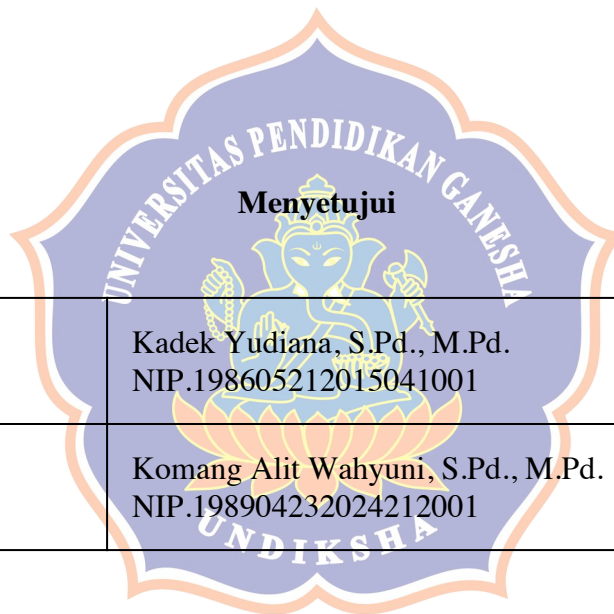 UNIVERSITAS PENDIDIKAN GANESHA
Menyetujui
Kadek Yudiana, S.Pd., M.Pd.
NIP.198605212015041001
Komang Alit Wahyuni, S.Pd., M.Pd.
NIP.198904232024212001
UNDIKSHA